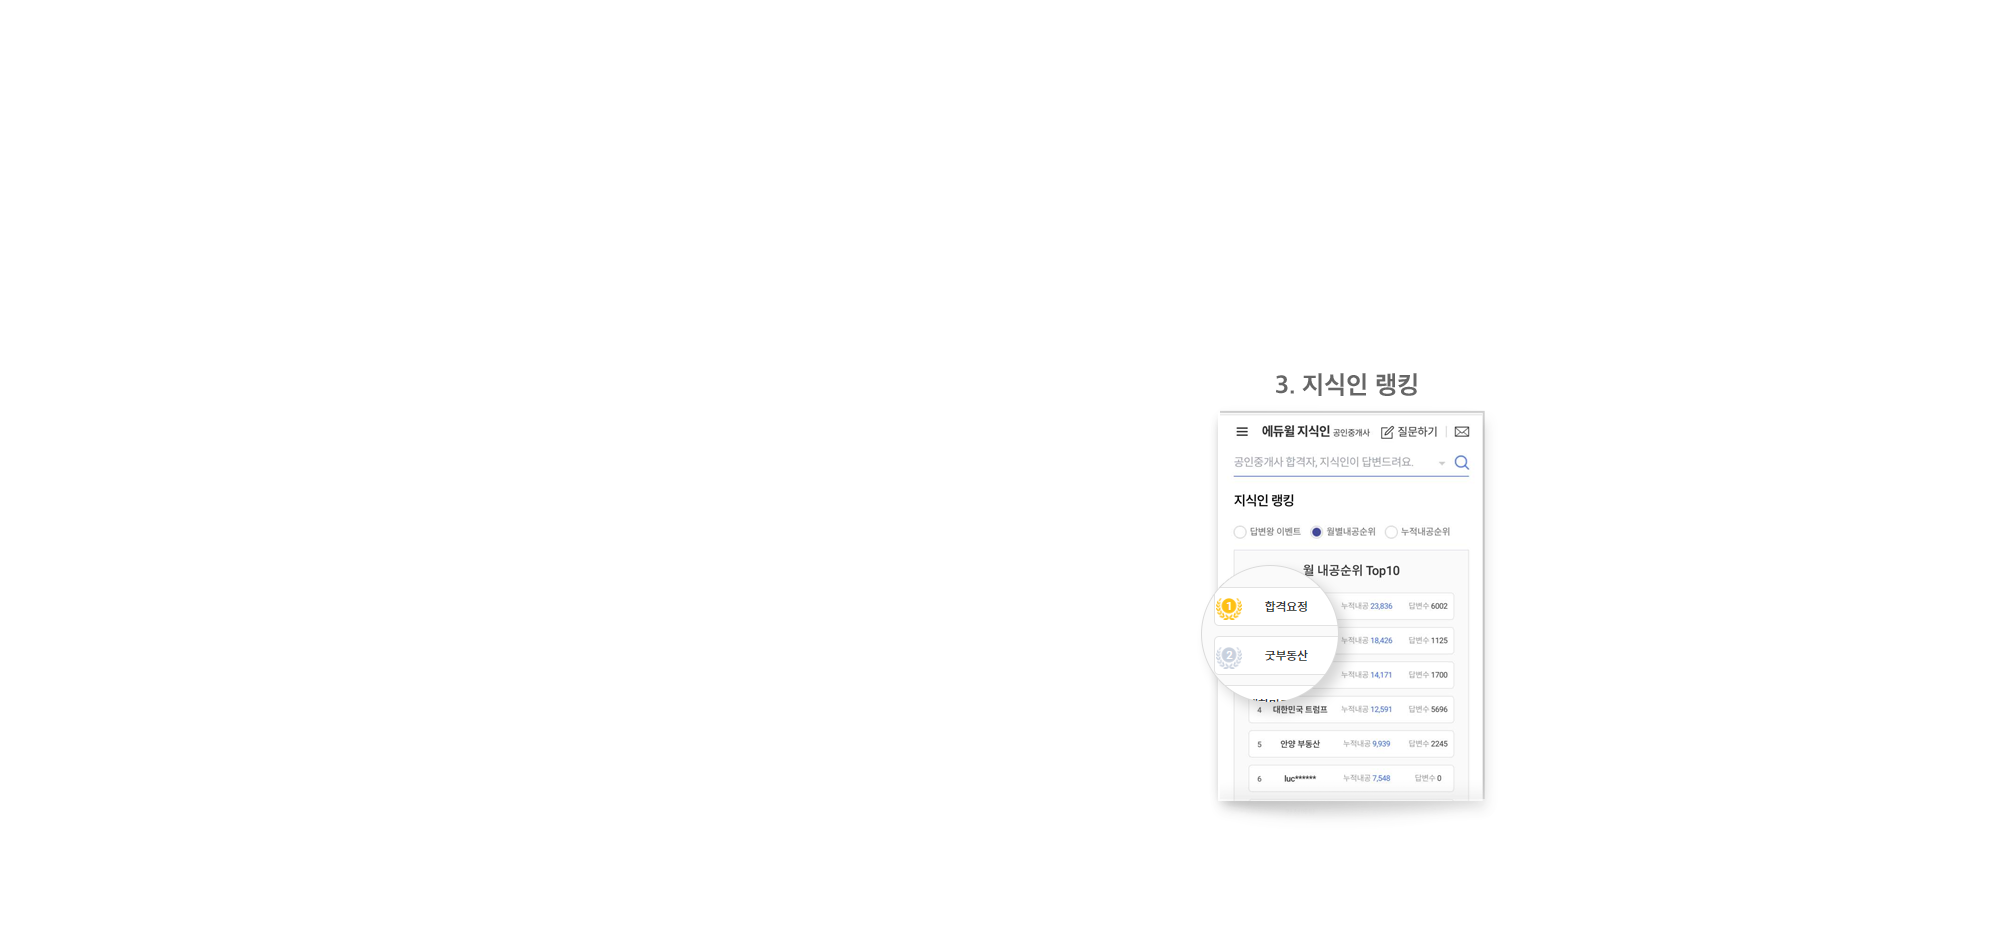 3. 지식인 랭킹
에듀윌 지식인 공인중개사 질문하기
공인중개사 합격자, 지식인이 답변드려요.
지식인 랭킹
답변왕 이벤트 월별내공순위 누적내공순위
월 내공순위 Top10
1 합격요정 누적내공 23,836 답변수 6002
누적내공 18,426 답변수 1125
2 굿부동산
누적내공 14,171 답변수 1700
4 대한민국 트럼프 누적내공 12,591 답변수 5696
5 안양 부동산 누적내공 9,939 답변수 2245
6 luc****** 누적내공 7,548 답변수 0